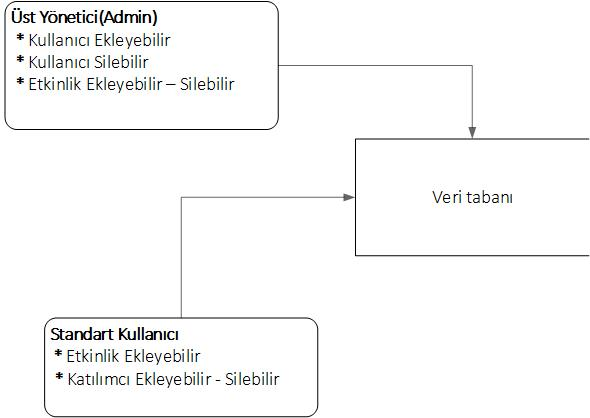 Üst Yönetici(Admin)
* Kullanıcı Ekleyebilir
* Kullanıcı Silebilir
* Etkinlik Ekleyebilir – Silebilir
Veri tabanı
Standart Kullanıcı
* Etkinlik Ekleyebilir
* Katılımcı Ekleyebilir - Silebilir